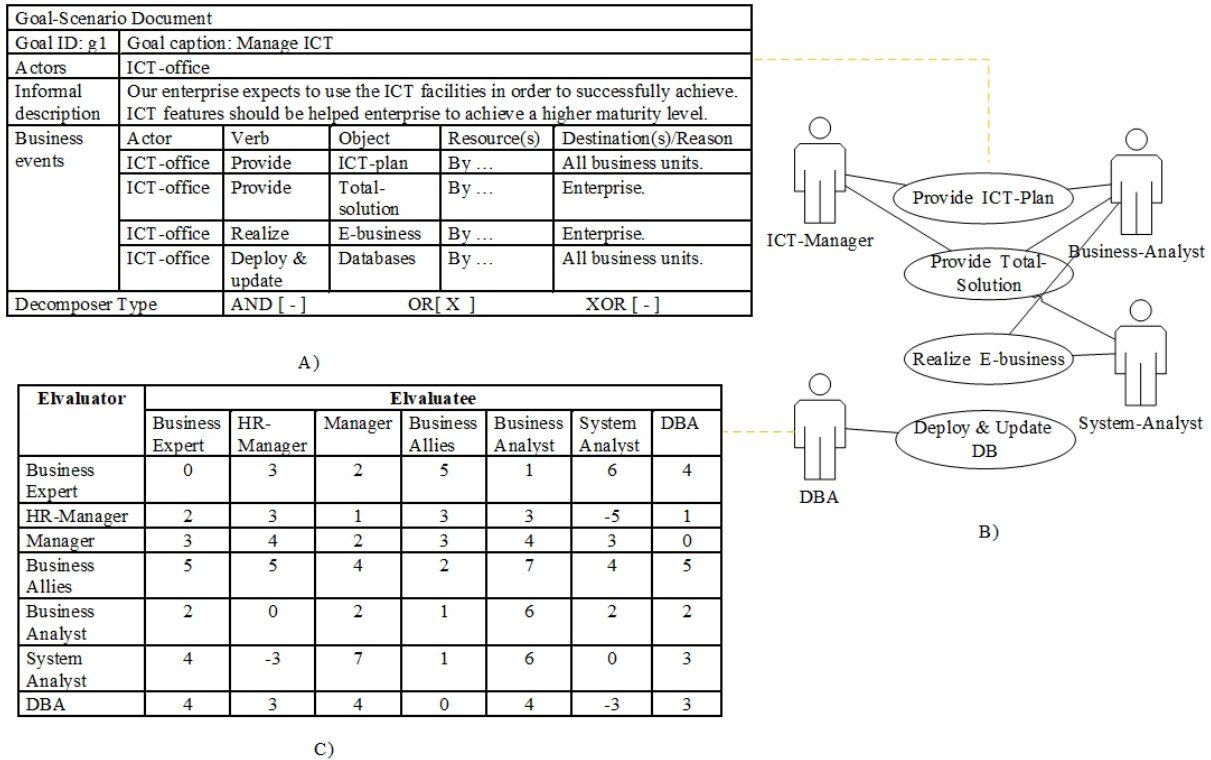 Goal-Scenario Document
Goal ID: g1 Goal caption: Manage ICT
Actors ICT-office
Informal description Our enterprise expects to use the ICT facilities in order to successfully achieve.
ICT features should be helped enterprise to achieve a higher maturity level.
Business events Actor Verb Object Resource(s) Destination(s)/Reason
ICT-office Provide ICT-plan By ... All business units.
ICT-office Provide Total-solution By ... Enterprise.
ICT-office Realize E-business By ... Enterprise.
ICT-office Deploy & update Databases By ... All business units.
Decomposer Type AND [ - ] OR[ X ] XOR [ - ]
A)
ICT-Manager
Business-Analyst
Provide ICT-Plan
Provide Total-
Solution
Realize E-business
System-Analyst
Deploy & Update
DB
DBA
B)
Elvaluator Elvaluatee
Business Expert HR-Manager Manager Business Allies Business Analyst System Analyst DBA
Business Expert 0 3 2 5 1 6 4
HR-Manager 2 3 1 3 3 -5 1
Manager 3 4 2 3 4 3 0
Business Allies 5 5 4 2 7 4 5
Business Analyst 2 0 2 1 6 2 2
System Analyst 4 -3 7 1 6 0 3
DBA 4 3 4 0 4 -3 3
C)